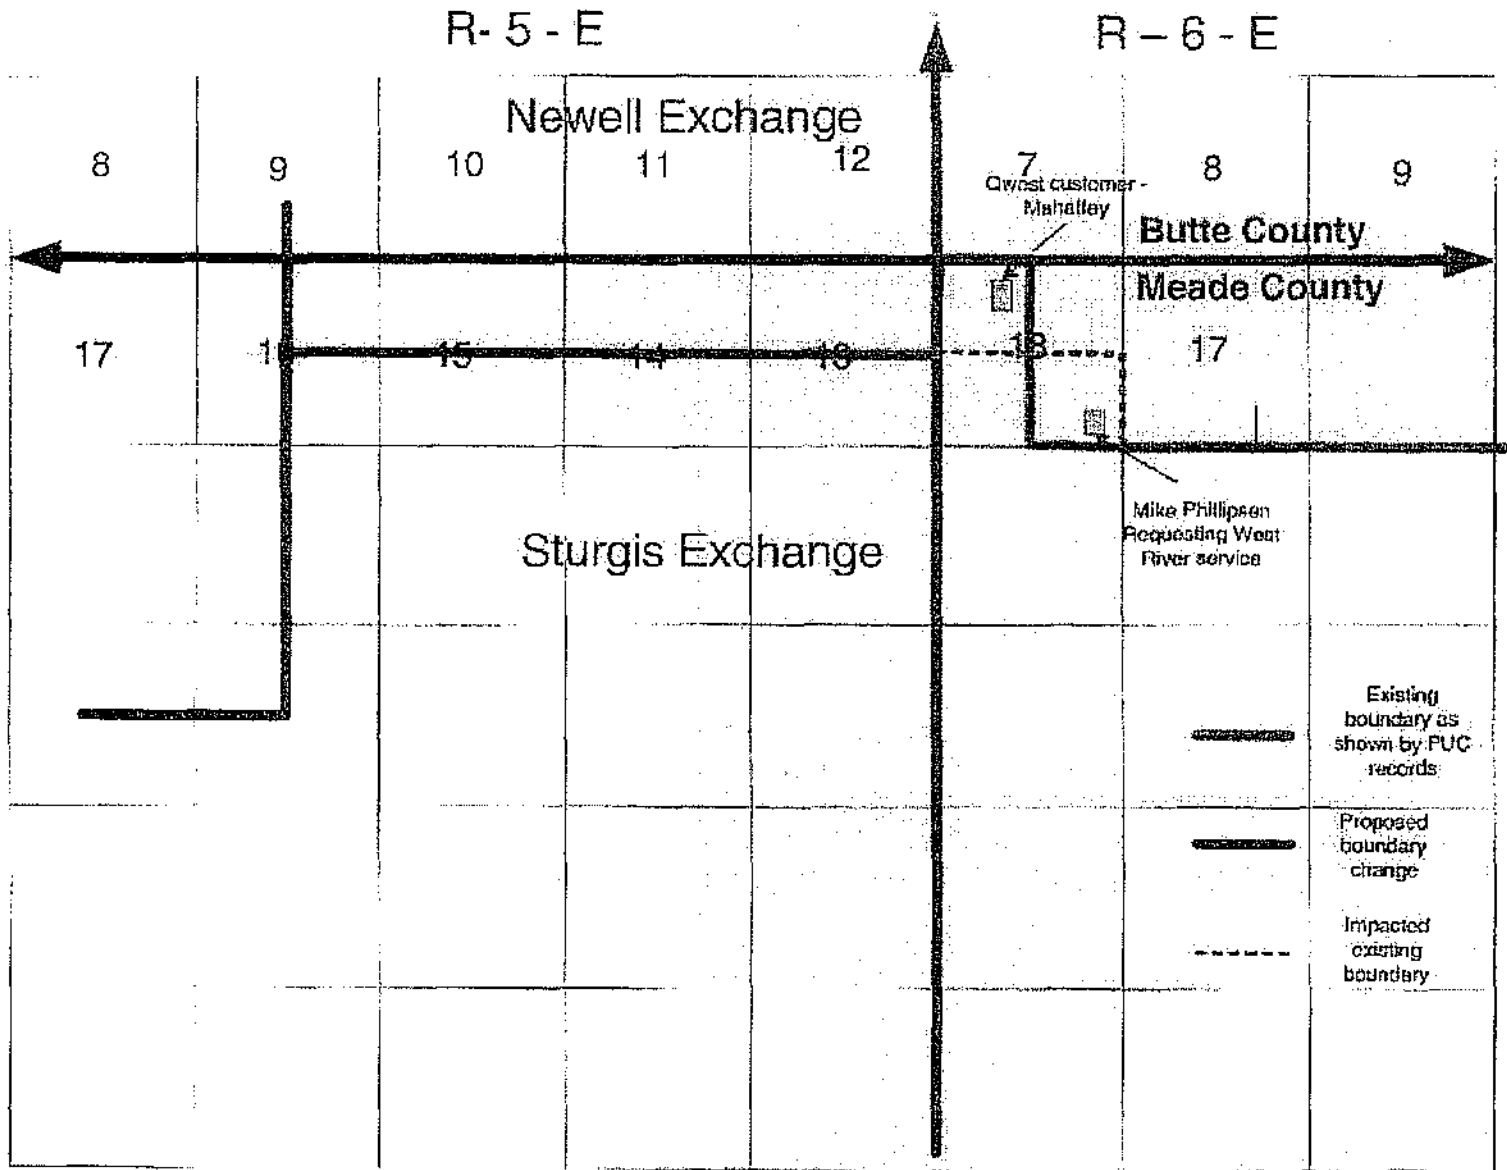 R- 5 - E
R – 6 - E
Newell Exchange
8
9
10
11
12
7
8
9
Qwest customer -
Mahaffey
Butte County
Meade County
17
15
14
13
18
17
Mike Phillipsen
Requesting West
River service
Sturgis Exchange
Existing
boundary as
shown by PUC
records
Proposed
boundary
change
Impacted
existing
boundary